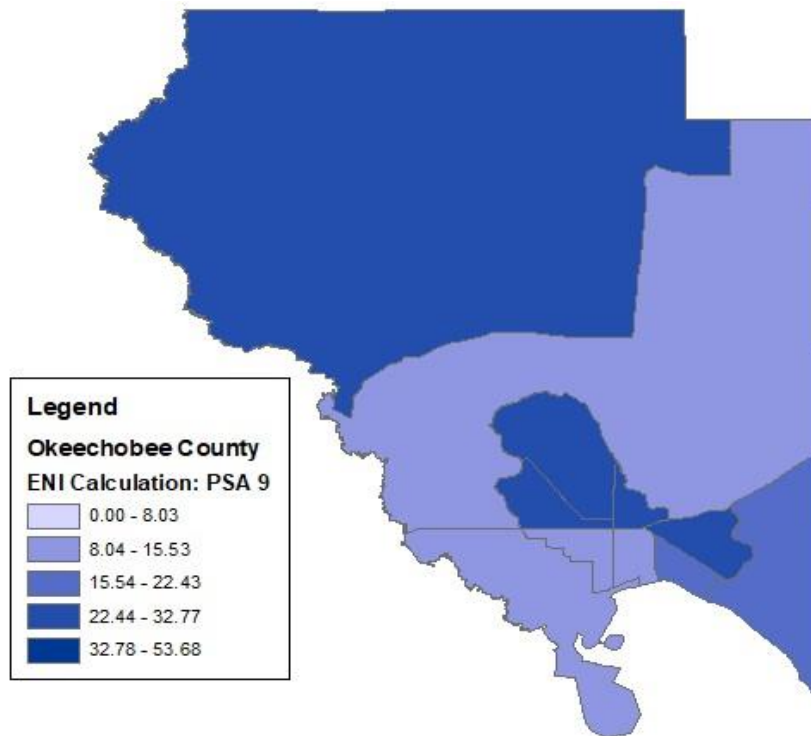 Legend
Okeechobee County
ENI Calculation: PSA 9
0.00 - 8.03
8.04 - 15.53
15.54 - 22.43
22.44 - 32.77
32.78 - 53.68